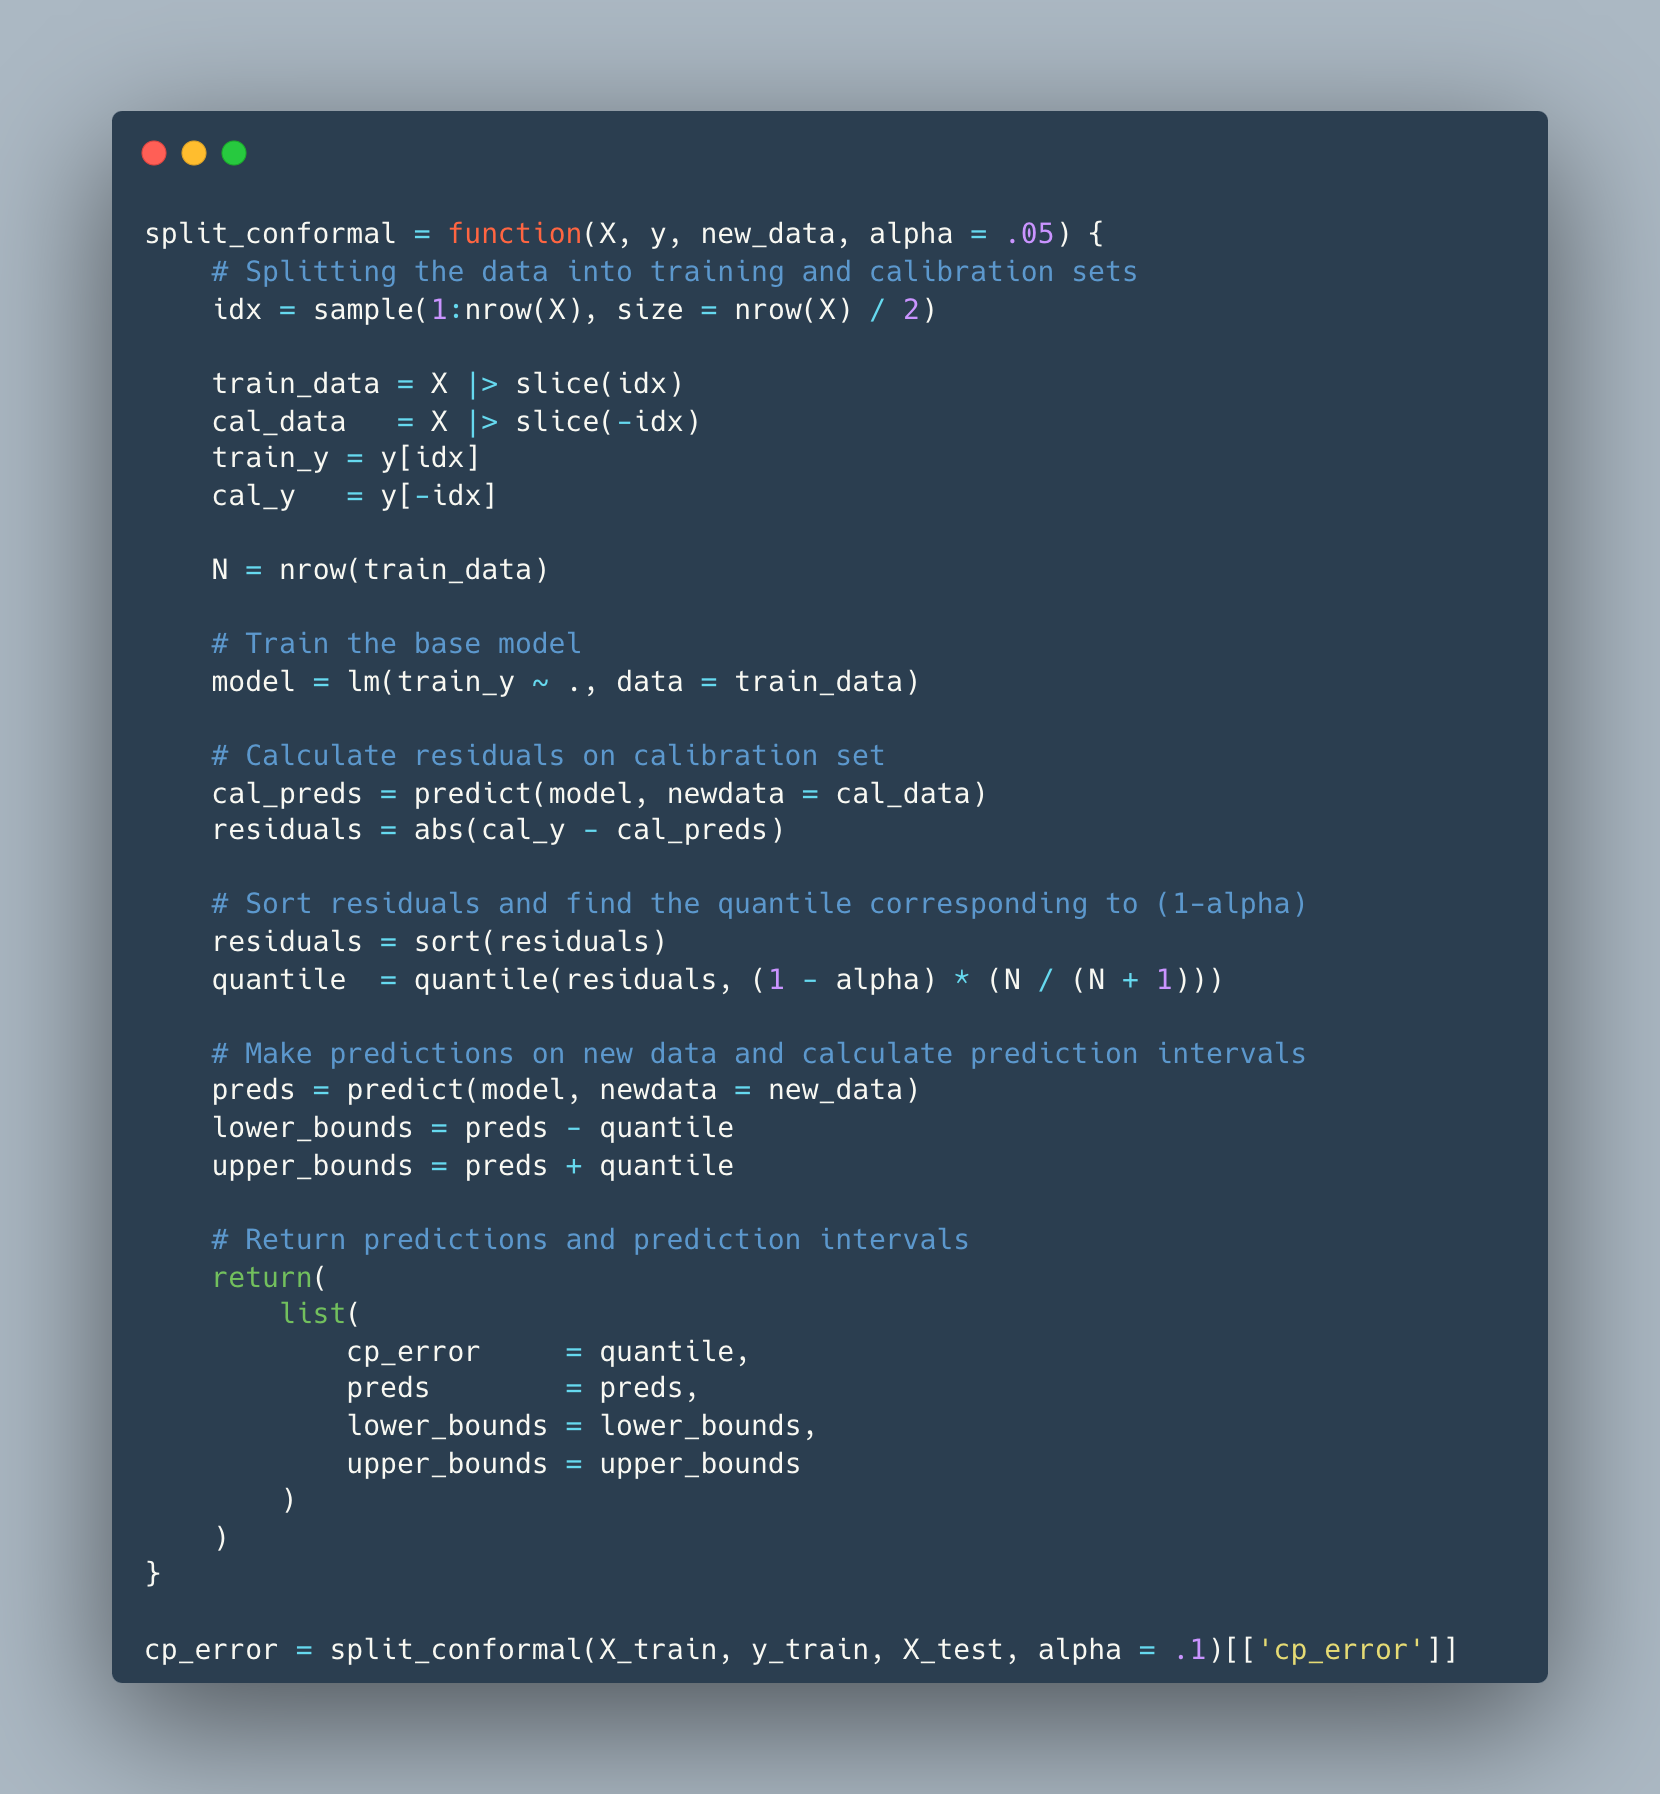 split_conformal = function(X, y, new_data, alpha = .05) {
    # Splitting the data into training and calibration sets
    idx = sample(1:nrow(X), size = nrow(X) / 2)

    train_data = X |> slice(idx)
    cal_data   = X |> slice(-idx)
    train_y = y[idx]
    cal_y   = y[-idx]

    N = nrow(train_data)

    # Train the base model
    model = lm(train_y ~ ., data = train_data)

    # Calculate residuals on calibration set
    cal_preds = predict(model, newdata = cal_data)
    residuals = abs(cal_y - cal_preds)

    # Sort residuals and find the quantile corresponding to (1-alpha)
    residuals = sort(residuals)
    quantile  = quantile(residuals, (1 - alpha) * (N / (N + 1)))

    # Make predictions on new data and calculate prediction intervals
    preds = predict(model, newdata = new_data)
    lower_bounds = preds - quantile
    upper_bounds = preds + quantile

    # Return predictions and prediction intervals
    return(
        list(
            cp_error     = quantile,
            preds        = preds,
            lower_bounds = lower_bounds,
            upper_bounds = upper_bounds
        )
    )
}

cp_error = split_conformal(X_train, y_train, X_test, alpha = .1)[['cp_error']]